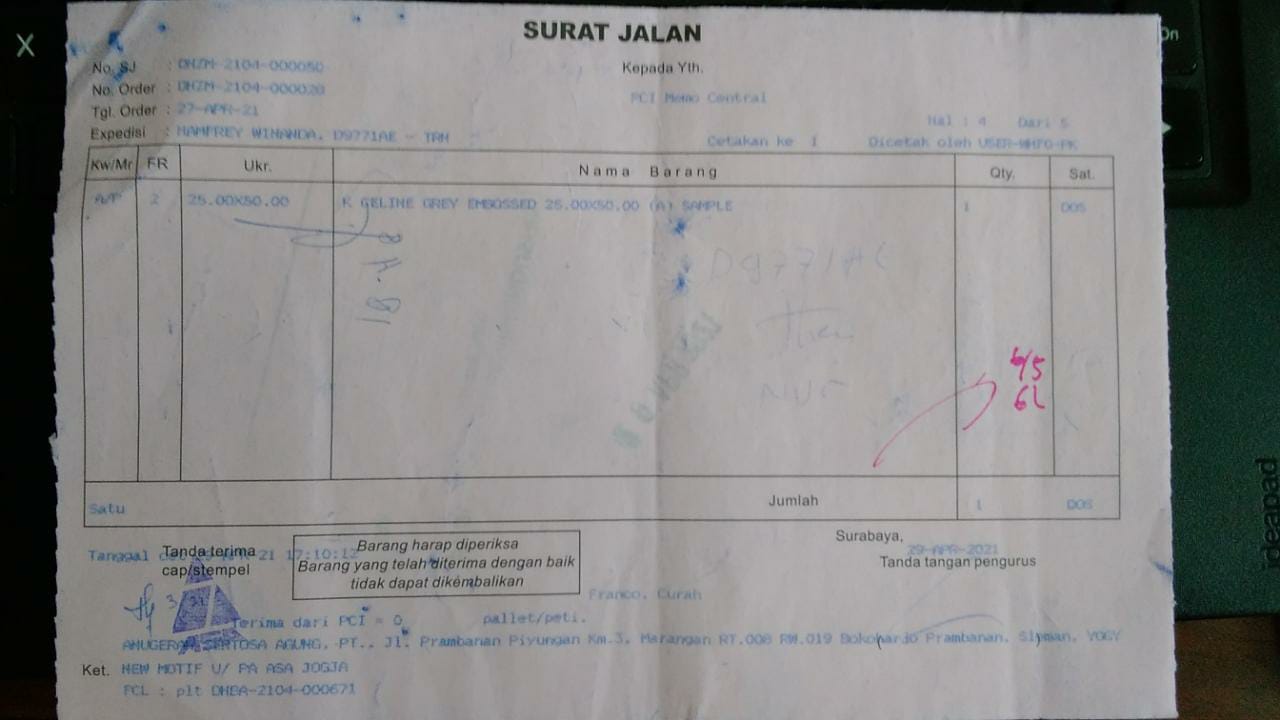 SURAT JALAN
No. SJ : DHZM-2104-000050
Kepada Yth.
No. Order : DHZM-2104-000020
PCI Memo Central
Tgl. Order : 27-APR-21
Hal : 4 Dari 5
Expedisi : MAMFREY WINANDA, D9771AE - TRN
Cetakan ke 1 Dicetak oleh USER-WHFG-PK
Kw/Mr FR Ukr. Nama Barang Qty. Sat.
A/P 2 25.00X50.00 K GELINE GREY EMBOSSED 25.00X50.00 (A) SAMPLE 1 DOS
Satu Jumlah 1 DOS
Surabaya,
29-APR-2021
Tanggal 21 17:10:12
Tanda terima
cap/stempel
Barang harap diperiksa
Barang yang telah diterima dengan baik
tidak dapat dikembalikan
Tanda tangan pengurus
Franco, Curah
Terima dari PCI = 0 pallet/peti.
ANUGERAH SENTOSA AGUNG, PT., Jl. Prambanan Piyungan Km.3, Marangan RT.008 RW.019 Bokoharjo Prambanan, Sleman, YOGY
Ket. NEW MOTIF U/ PA ASA JOGJA
FCL : plt DHBA-2104-000671
ideapad